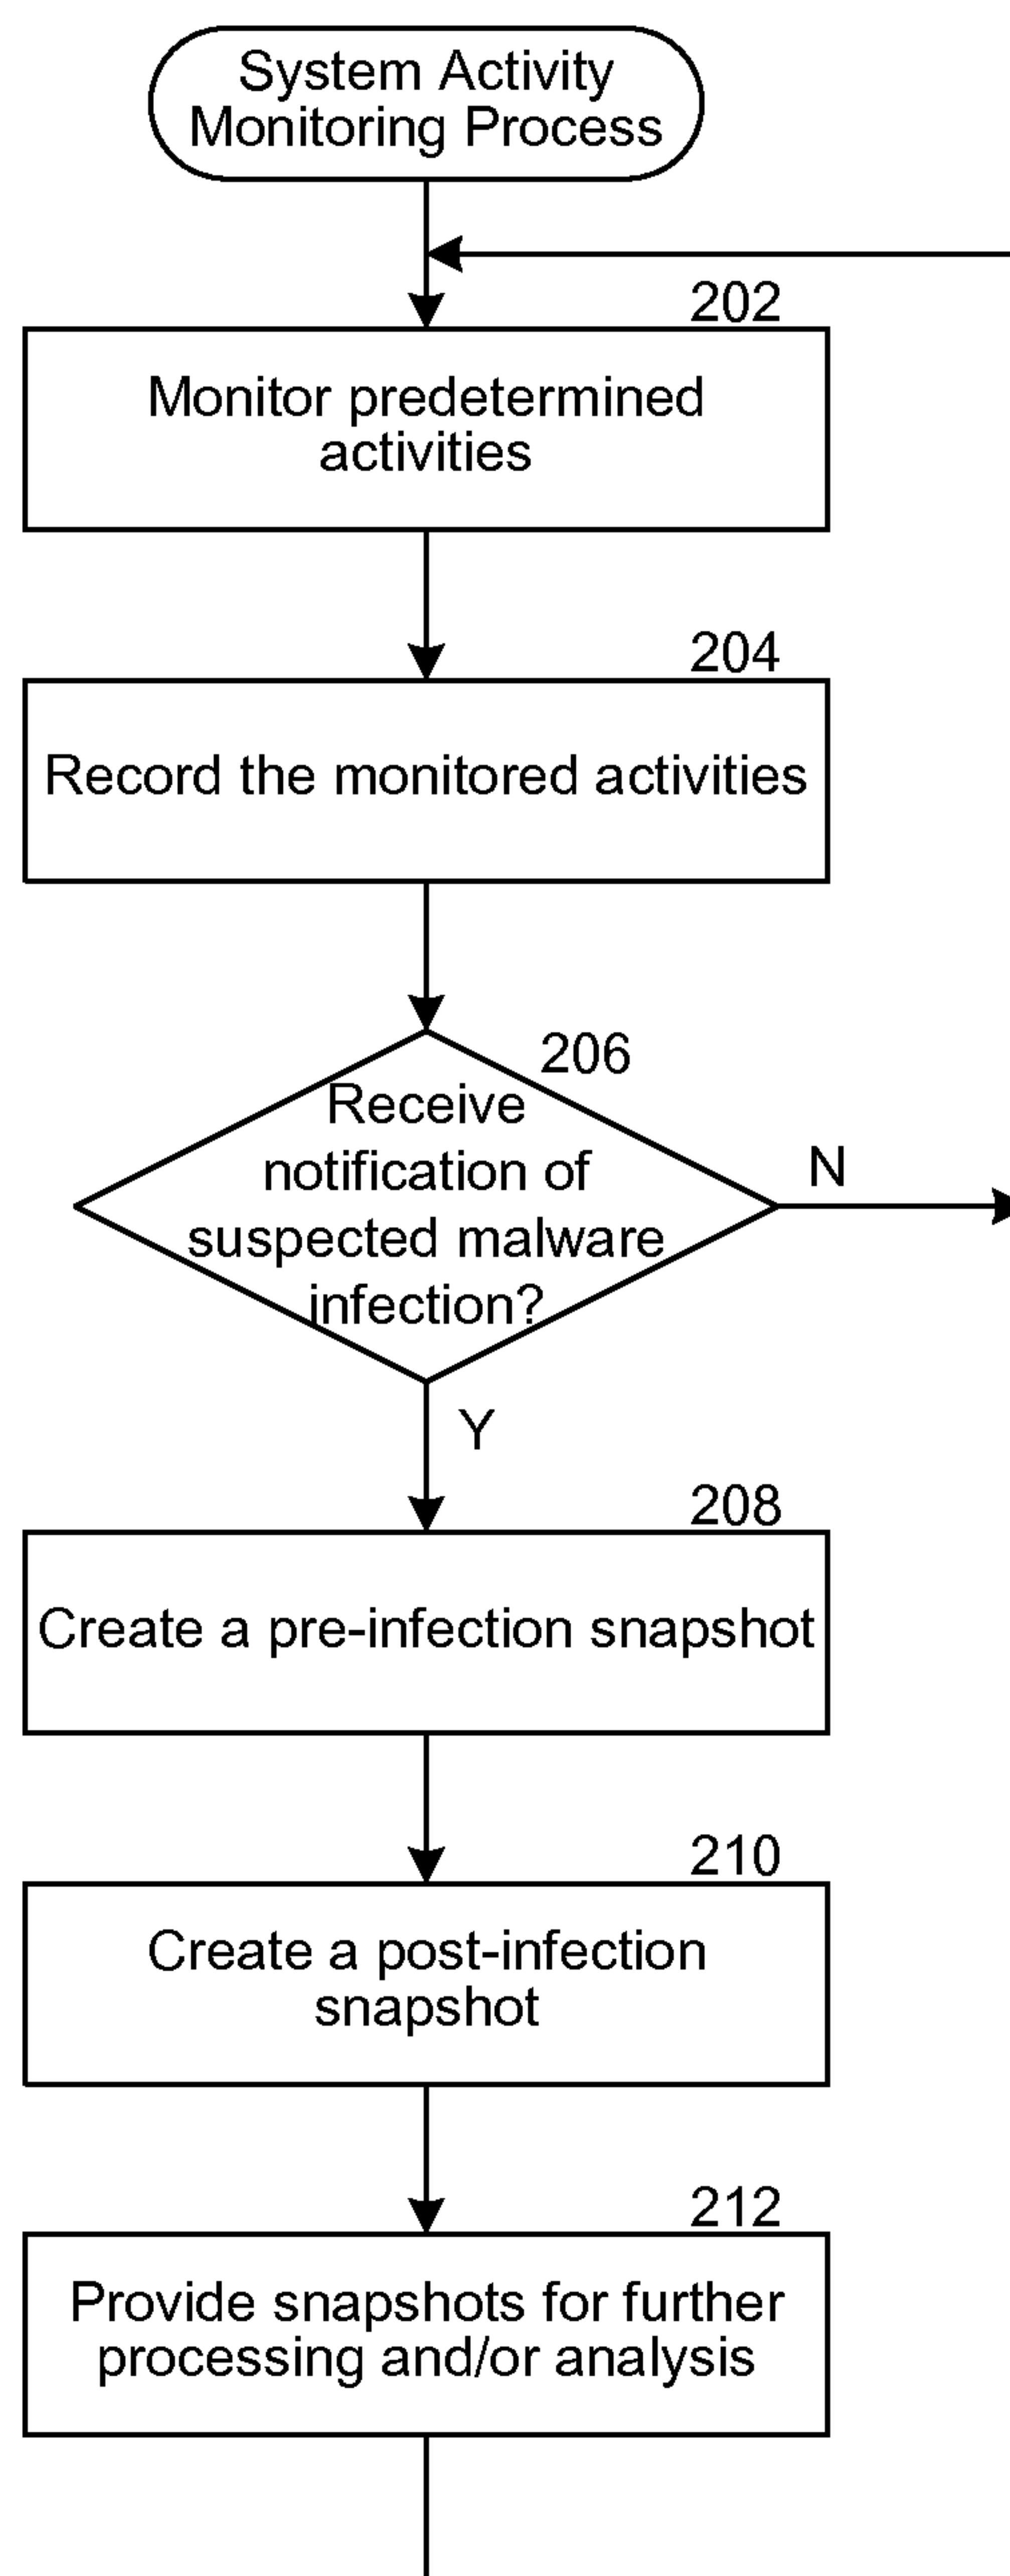 System Activity
Monitoring Process
202
Monitor predetermined
activities
204
Record the monitored activities
206
Receive
notification of
suspected malware
infection?
N
Y
208
Create a pre-infection snapshot
210
Create a post-infection
snapshot
212
Provide snapshots for further
processing and/or analysis